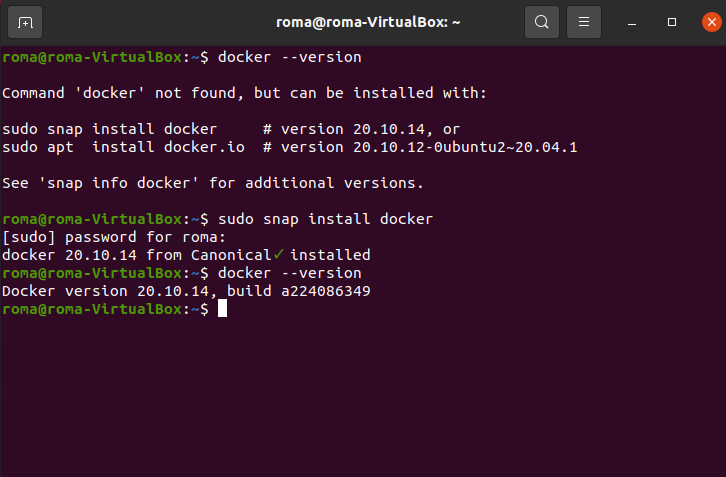 roma@roma-VirtualBox: ~
roma@roma-VirtualBox:~$ docker --version
Command 'docker' not found, but can be installed with:
sudo snap install docker     # version 20.10.14, or
sudo apt  install docker.io  # version 20.10.12-0ubuntu2~20.04.1
See 'snap info docker' for additional versions.
roma@roma-VirtualBox:~$ sudo snap install docker
[sudo] password for roma:
docker 20.10.14 from Canonical✓ installed
roma@roma-VirtualBox:~$ docker --version
Docker version 20.10.14, build a224086349
roma@roma-VirtualBox:~$